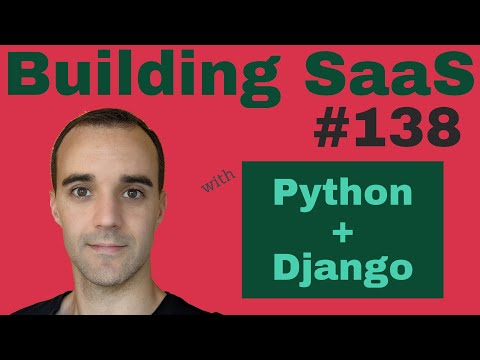 Building SaaS
#138
with
Python
+
Django